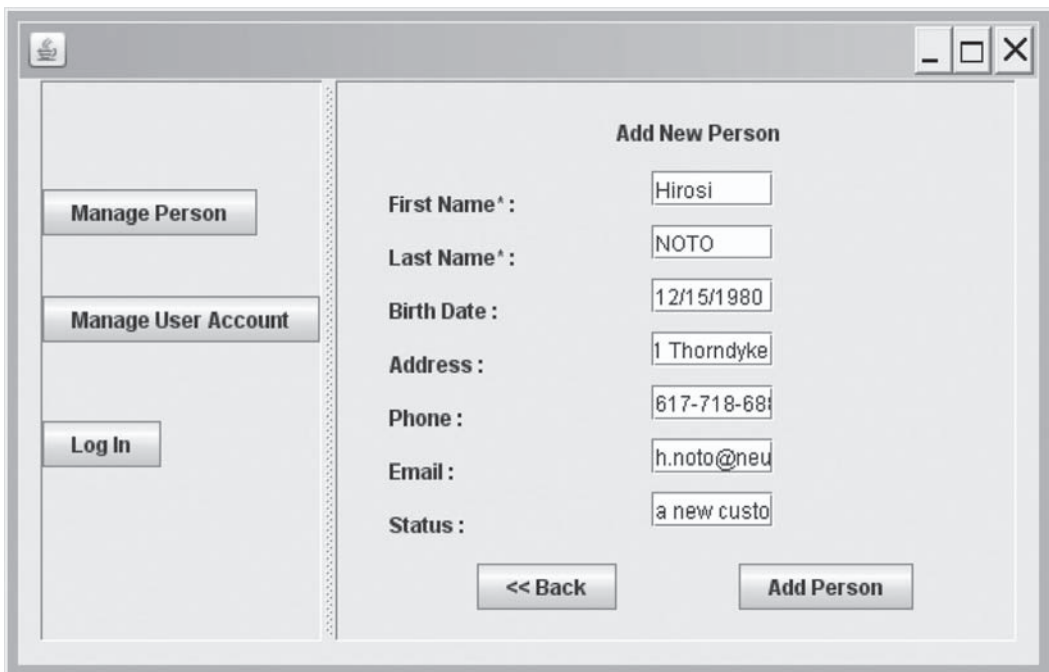 Add New Person
Manage Person
Manage User Account
Log In
First Name* : Hirosi
Last Name* : NOTO
Birth Date : 12/15/1980
Address : 1 Thorndyke
Phone : 617-718-68
Email : h.noto@neu
Status : a new custo
<< Back
Add Person